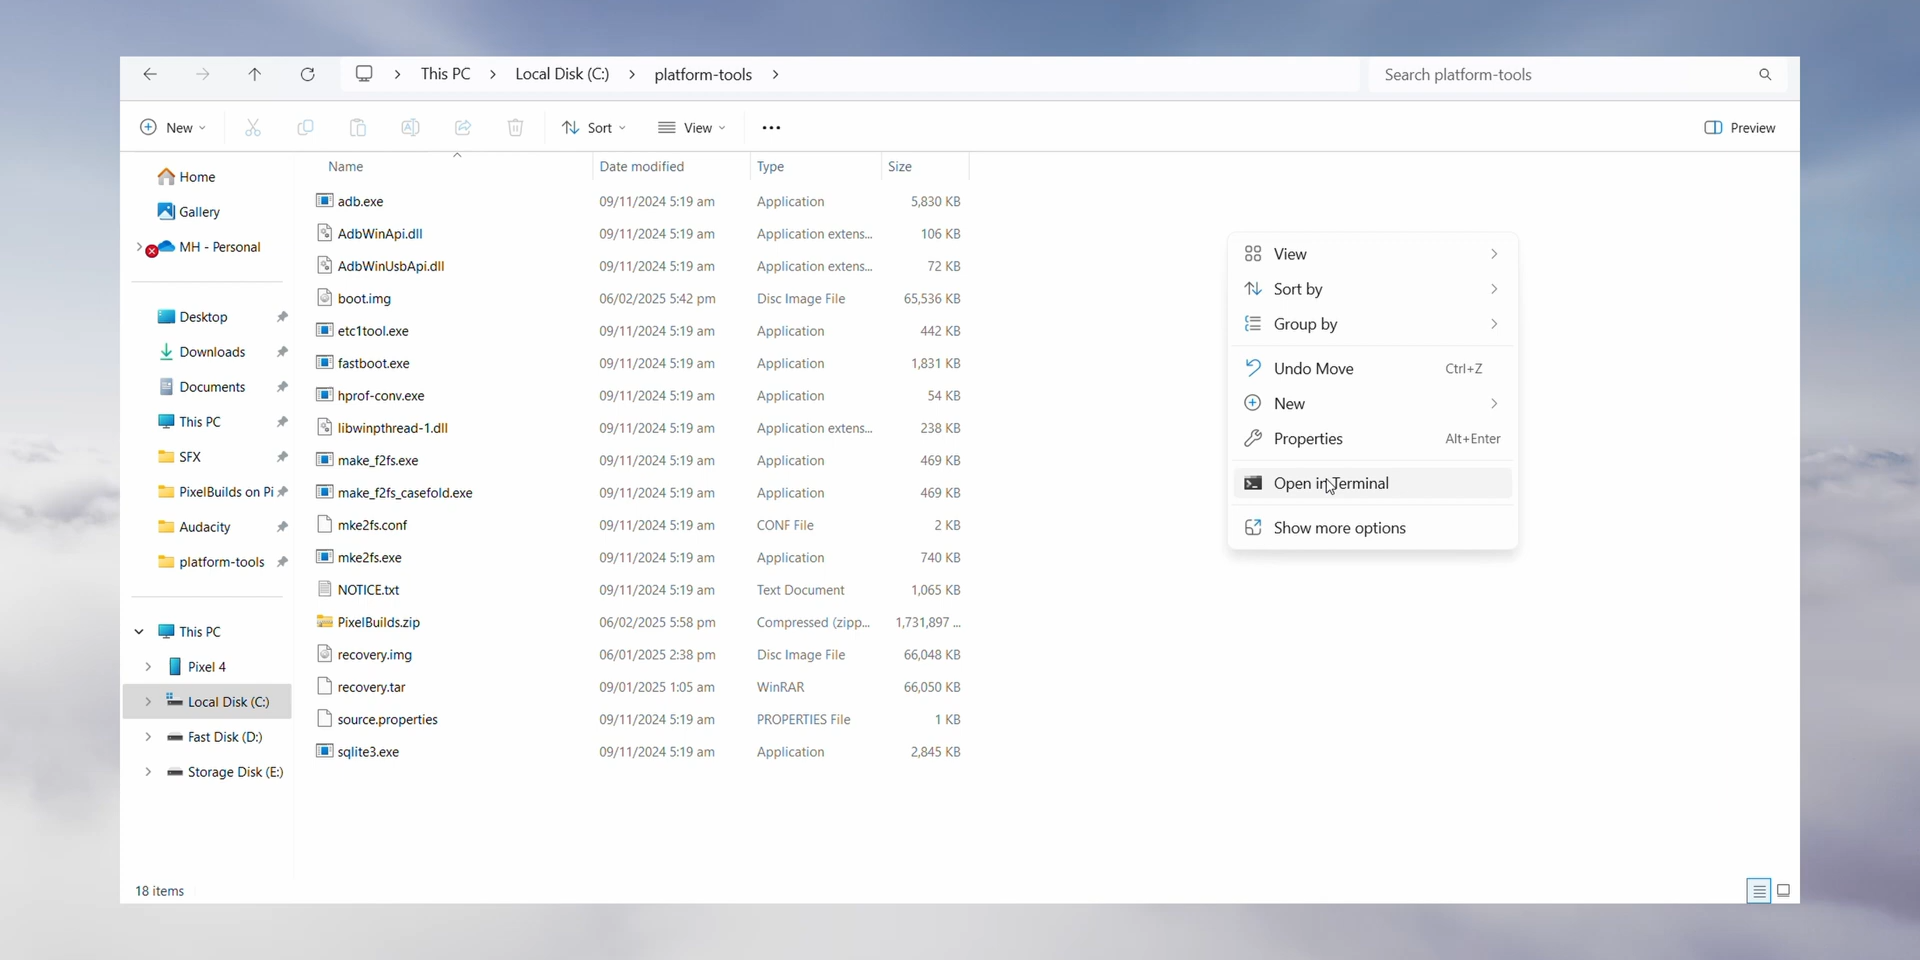 This PC Local Disk (C:) platform-tools Search platform-tools
New Sort View Preview
Name Date modified Type Size
Home
Gallery
MH - Personal
Desktop
Downloads
Documents
This PC
SFX
PixelBuilds on Pi
Audacity
platform-tools
This PC
Pixel 4
Local Disk (C:)
Fast Disk (D:)
Storage Disk (E:)
adb.exe 09/11/2024 5:19 am Application 5,830 KB
AdbWinApi.dll 09/11/2024 5:19 am Application extens... 106 KB
AdbWinUsbApi.dll 09/11/2024 5:19 am Application extens... 72 KB
boot.img 06/02/2025 5:42 pm Disc Image File 65,536 KB
etc1tool.exe 09/11/2024 5:19 am Application 442 KB
fastboot.exe 09/11/2024 5:19 am Application 1,831 KB
hprof-conv.exe 09/11/2024 5:19 am Application 54 KB
libwinpthread-1.dll 09/11/2024 5:19 am Application extens... 238 KB
make_f2fs.exe 09/11/2024 5:19 am Application 469 KB
make_f2fs_casefold.exe 09/11/2024 5:19 am Application 469 KB
mke2fs.conf 09/11/2024 5:19 am CONF File 2 KB
mke2fs.exe 09/11/2024 5:19 am Application 740 KB
NOTICE.txt 09/11/2024 5:19 am Text Document 1,065 KB
PixelBuilds.zip 06/02/2025 5:58 pm Compressed (zipp... 1,731,897 ...
recovery.img 06/01/2025 2:38 pm Disc Image File 66,048 KB
recovery.tar 09/01/2025 1:05 am WinRAR 66,050 KB
source.properties 09/11/2024 5:19 am PROPERTIES File 1 KB
sqlite3.exe 09/11/2024 5:19 am Application 2,845 KB
View
Sort by
Group by
Undo Move Ctrl+Z
New
Properties Alt+Enter
Open in Terminal
Show more options
18 items